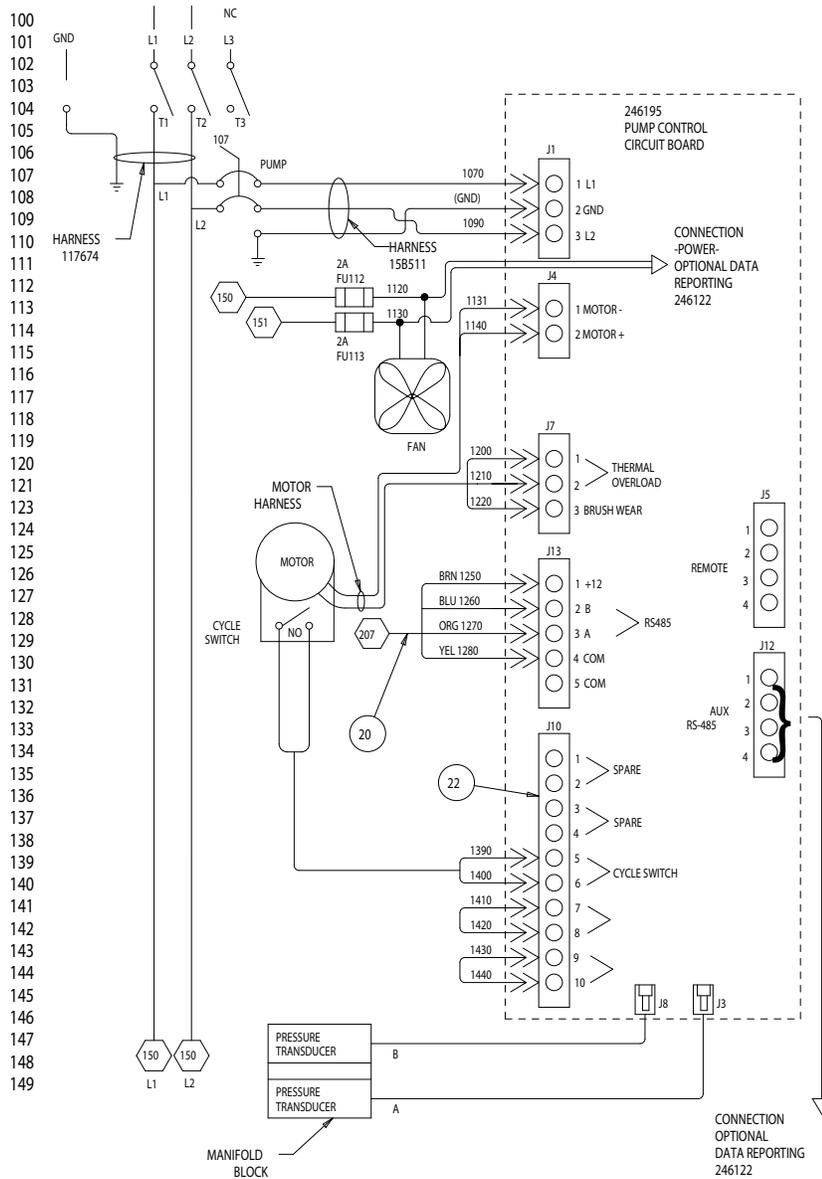 100
101
102
103
104
105
106
107
108
109
110
111
112
113
114
115
116
117
118
119
120
121
123
124
125
126
127
128
129
130
131
132
133
134
135
136
137
138
139
140
141
142
143
144
145
146
147
148
149
NC
GND
L1
L2
L3
T1
T2
T3
107
PUMP
L1
L2
HARNESS
117674
HARNESS
15B511
246195
PUMP CONTROL
CIRCUIT BOARD
J1
1070
1 L1
(GND)
2 GND
1090
3 L2
CONNECTION
-POWER-
OPTIONAL DATA
REPORTING
246122
2A
FU112
150
1120
151
1130
2A
FU113
FAN
J4
1131
1 MOTOR -
1140
2 MOTOR +
J7
1200
1
1210
2
THERMAL
OVERLOAD
1220
3 BRUSH WEAR
MOTOR
HARNESS
MOTOR
CYCLE
SWITCH
NO
207
20
J13
BRN 1250
1 +12
BLU 1260
2 B
ORG 1270
3 A
YEL 1280
4 COM
5 COM
RS485
J5
REMOTE
1
2
3
4
J12
AUX
RS-485
1
2
3
4
J10
22
1
2
SPARE
3
4
SPARE
1390
5
1400
6
CYCLE SWITCH
1410
7
1420
8
1430
9
1440
10
J8
J3
150
150
L1
L2
PRESSURE
TRANSDUCER
B
PRESSURE
TRANSDUCER
A
MANIFOLD
BLOCK
CONNECTION
OPTIONAL
DATA REPORTING
246122